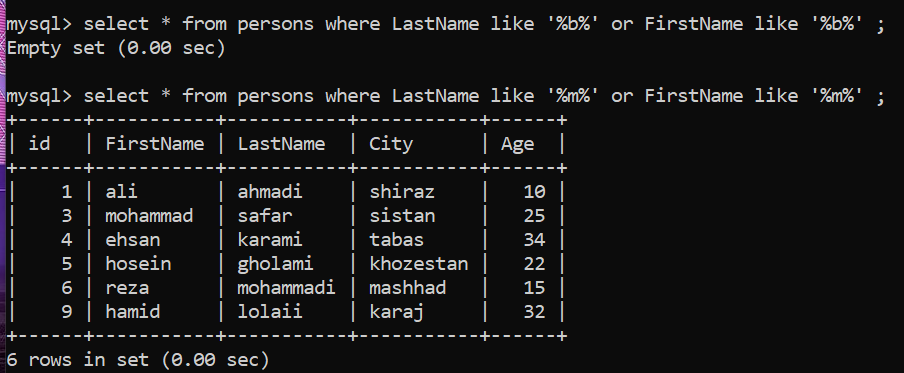 mysql> select * from persons where LastName like '%b%' or FirstName like '%b%' ;
Empty set (0.00 sec)

mysql> select * from persons where LastName like '%m%' or FirstName like '%m%' ;
+------+-----------+----------+-----------+------+
| id   | FirstName | LastName | City      | Age  |
+------+-----------+----------+-----------+------+
|    1 | ali       | ahmadi   | shiraz    |   10 |
|    3 | mohammad  | safar    | sistan    |   25 |
|    4 | ehsan     | karami   | tabas     |   34 |
|    5 | hosein    | gholami  | khozestan |   22 |
|    6 | reza      | mohammadi | mashhad   |   15 |
|    9 | hamid     | lolaii   | karaj     |   32 |
+------+-----------+----------+-----------+------+
6 rows in set (0.00 sec)